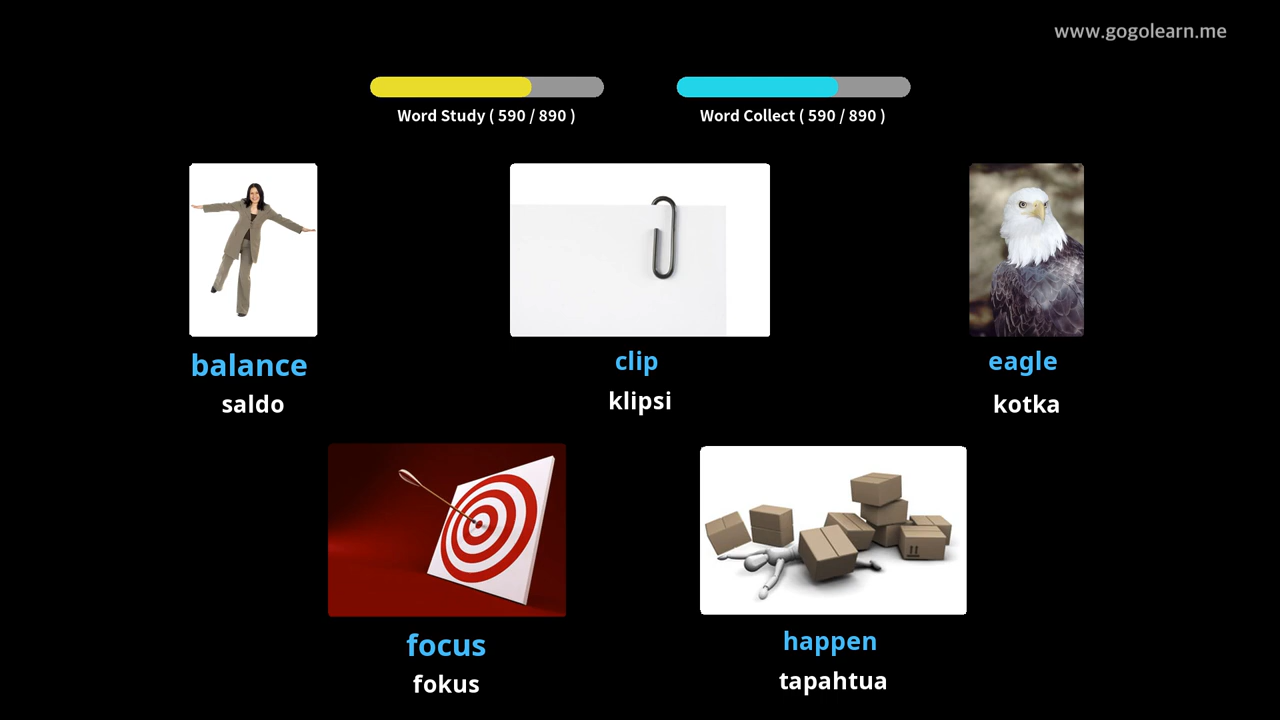 www.gogolearn.me
Word Study ( 590 / 890 )
Word Collect ( 590 / 890 )
balance
saldo
clip
klipsi
eagle
kotka
focus
fokus
happen
tapahtua